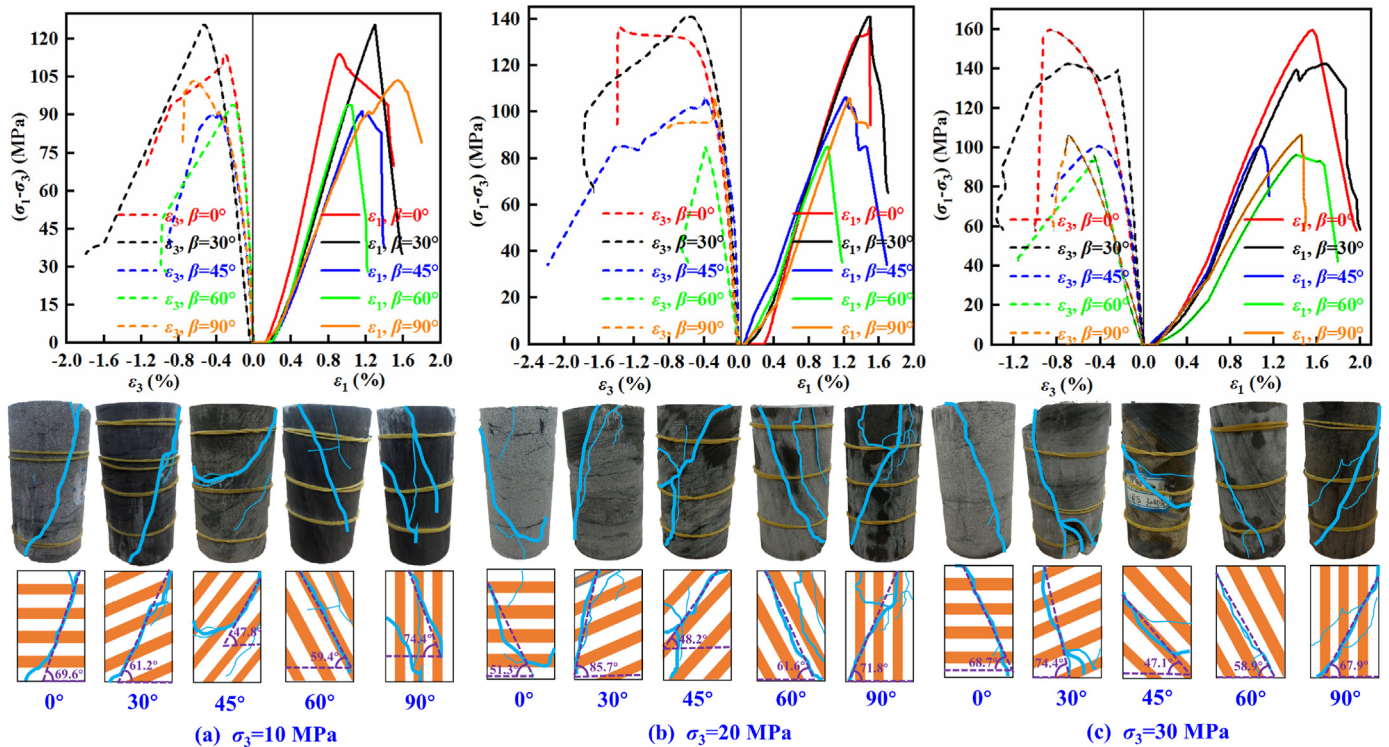 120
105
90
75
60
45
30
15
0
(σ₁-σ₃) (MPa)
ε₃, β=0° ε₁, β=0°
ε₃, β=30° ε₁, β=30°
ε₃, β=45° ε₁, β=45°
ε₃, β=60° ε₁, β=60°
ε₃, β=90° ε₁, β=90°
-2.0 -1.6 -1.2 -0.8 -0.4 0.0 0.4 0.8 1.2 1.6 2.0
ε₃ (%) ε₁ (%)
140
120
100
80
60
40
20
0
(σ₁-σ₃) (MPa)
ε₃, β=0° ε₁, β=0°
ε₃, β=30° ε₁, β=30°
ε₃, β=45° ε₁, β=45°
ε₃, β=60° ε₁, β=60°
ε₃, β=90° ε₁, β=90°
-2.4 -2.0 -1.6 -1.2 -0.8 -0.4 0.0 0.4 0.8 1.2 1.6 2.0
ε₃ (%) ε₁ (%)
160
140
120
100
80
60
40
20
0
(σ₁-σ₃) (MPa)
ε₃, β=0° ε₁, β=0°
ε₃, β=30° ε₁, β=30°
ε₃, β=45° ε₁, β=45°
ε₃, β=60° ε₁, β=60°
ε₃, β=90° ε₁, β=90°
-1.2 -0.8 -0.4 0.0 0.4 0.8 1.2 1.6 2.0
ε₃ (%) ε₁ (%)
69.6° 61.2° 47.8° 59.4° 74.4°
0° 30° 45° 60° 90°
(a) σ₃=10 MPa
51.3° 85.7° 48.2° 61.6° 71.8°
0° 30° 45° 60° 90°
(b) σ₃=20 MPa
68.7° 74.4° 47.1° 58.9° 67.9°
0° 30° 45° 60° 90°
(c) σ₃=30 MPa